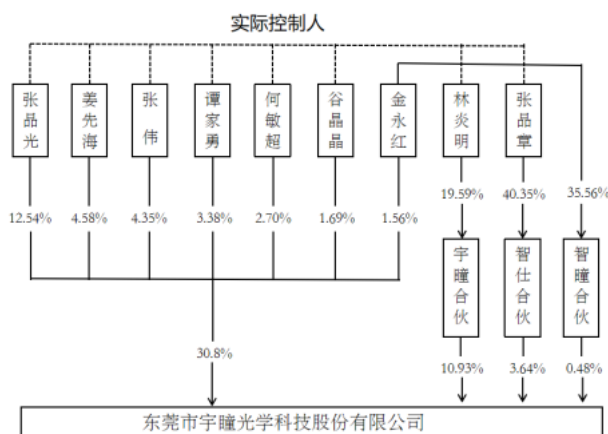 实际控制人
张品光
姜先海
张伟
谭家勇
何敏超
谷晶晶
金永红
林炎明
张品章
12.54%
4.58%
4.35%
3.38%
2.70%
1.69%
1.56%
19.59%
40.35%
35.56%
宇瞳合伙
智仕合伙
智瞳合伙
30.8%
10.93%
3.64%
0.48%
东莞市宇瞳光学科技股份有限公司